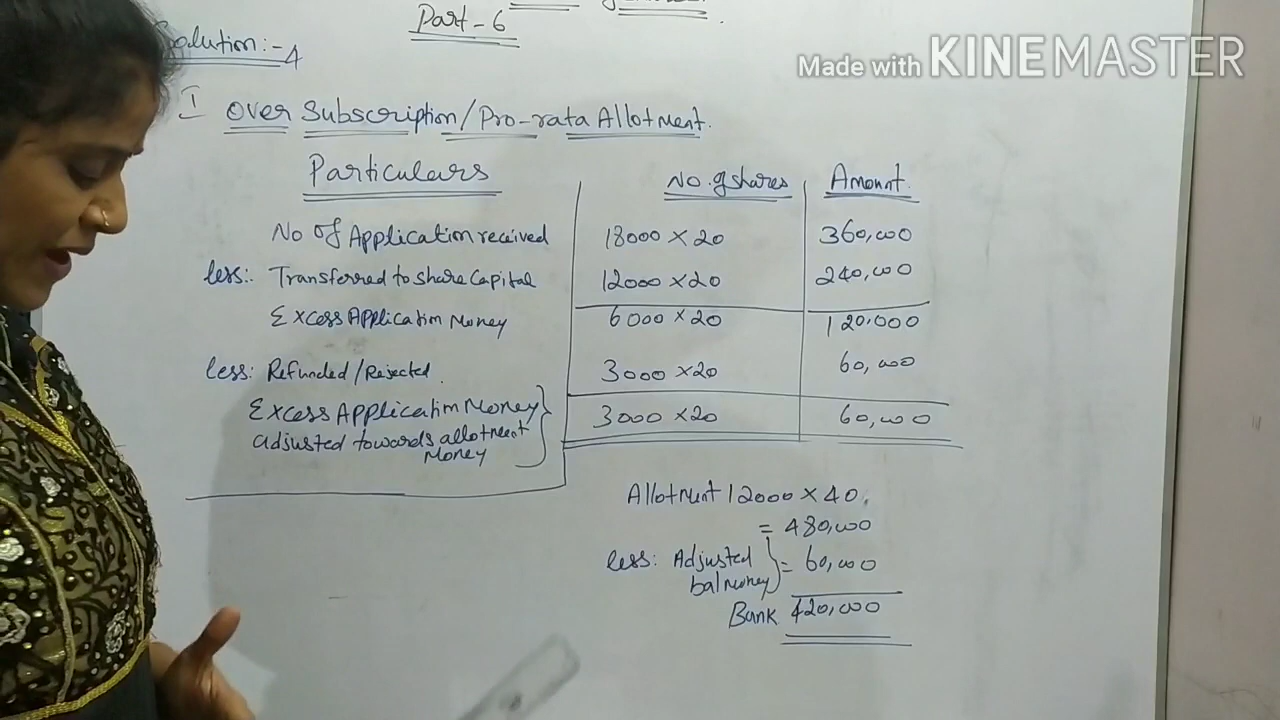 Part-6
Made with KINEMASTER
Solution:-4
I Over Subscription/Pro-rata Allotment.
Particulars No. of shares Amount.
No Of Application received 18000 × 20 360,000
less: Transferred to share Capital 12000 × 20 240,000
Excess Application Money 6000 × 20 120,000
less: Refunded/Rejected. 3000 × 20 60,000
Excess Application Money 3000 × 20 60,000
adjusted towards allotment
Money
Allotment 12000 × 40.
= 480,000
less: Adjusted = 60,000
bal money
Bank 420,000